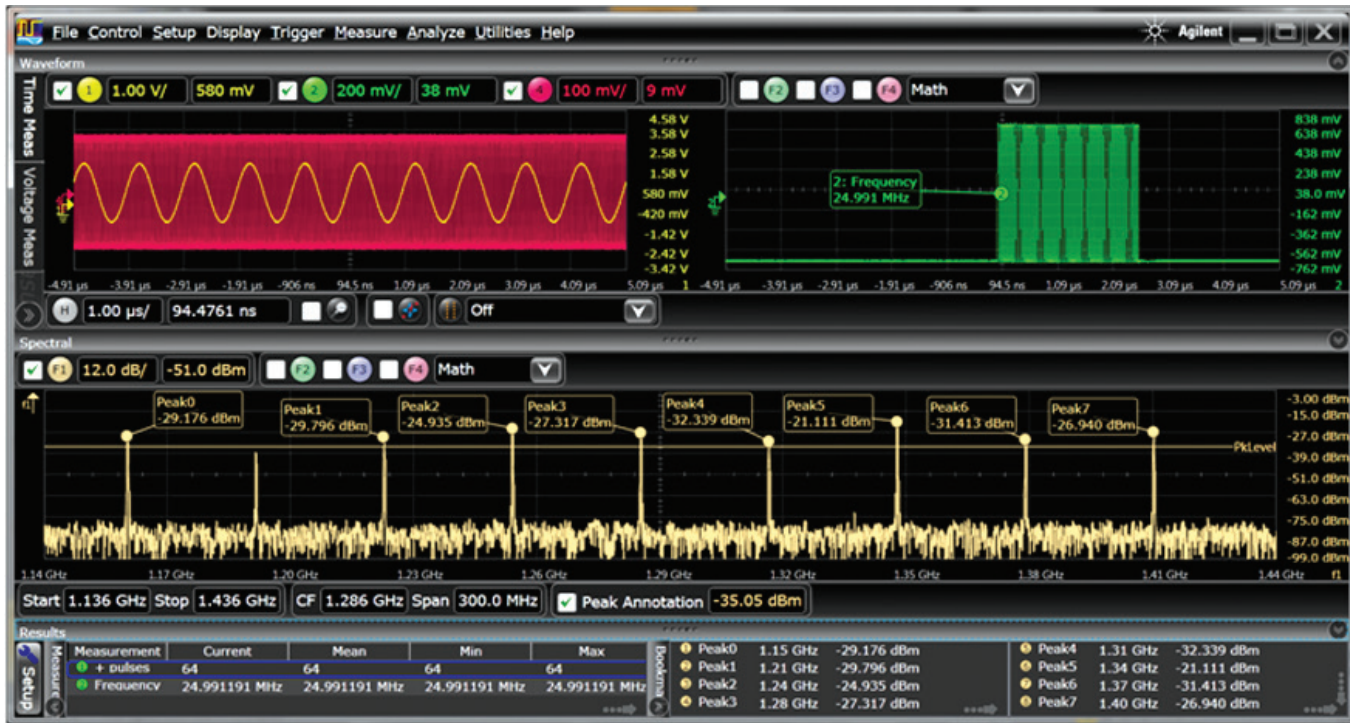 File Control Setup Display Trigger Measure Analyze Utilities Help Agilent
Waveform
Time Meas
Voltage Meas
1 1.00 V/ 580 mV 2 200 mV/ 38 mV 4 100 mV/ 9 mV F2 F3 F4 Math
4.58 V
3.58 V
2.58 V
1.58 V
580 mV
-420 mV
-1.42 V
-2.42 V
-3.42 V
-4.91 µs -3.91 µs -2.91 µs -1.91 µs -906 ns 94.5 ns 1.09 µs 2.09 µs 3.09 µs 4.09 µs 5.09 µs 1
2: Frequency
24.991 MHz
2
838 mV
638 mV
438 mV
238 mV
38.0 mV
-162 mV
-362 mV
-562 mV
-762 mV
-4.91 µs -3.91 µs -2.91 µs -1.91 µs -906 ns 94.5 ns 1.09 µs 2.09 µs 3.09 µs 4.09 µs 5.09 µs 2
H 1.00 µs/ 94.4761 ns Off
Spectral
F1 12.0 dB/ -51.0 dBm F2 F3 F4 Math
f1
Peak0
-29.176 dBm
Peak1
-29.796 dBm
Peak2
-24.935 dBm
Peak3
-27.317 dBm
Peak4
-32.339 dBm
Peak5
-21.111 dBm
Peak6
-31.413 dBm
Peak7
-26.940 dBm
PkLevel
-3.00 dBm
-15.0 dBm
-27.0 dBm
-39.0 dBm
-51.0 dBm
-63.0 dBm
-75.0 dBm
-87.0 dBm
-99.0 dBm
1.14 GHz 1.17 GHz 1.20 GHz 1.23 GHz 1.26 GHz 1.29 GHz 1.32 GHz 1.35 GHz 1.38 GHz 1.41 GHz 1.44 GHz f1
Start 1.136 GHz Stop 1.436 GHz CF 1.286 GHz Span 300.0 MHz Peak Annotation -35.05 dBm
Results
Setup
Measure
Measurement Current Mean Min Max
+ pulses 64 64 64 64
Frequency 24.991191 MHz 24.991191 MHz 24.991191 MHz 24.991191 MHz
Bookma
1 Peak0 1.15 GHz -29.176 dBm
2 Peak1 1.21 GHz -29.796 dBm
3 Peak2 1.24 GHz -24.935 dBm
4 Peak3 1.28 GHz -27.317 dBm
5 Peak4 1.31 GHz -32.339 dBm
6 Peak5 1.34 GHz -21.111 dBm
7 Peak6 1.37 GHz -31.413 dBm
8 Peak7 1.40 GHz -26.940 dBm